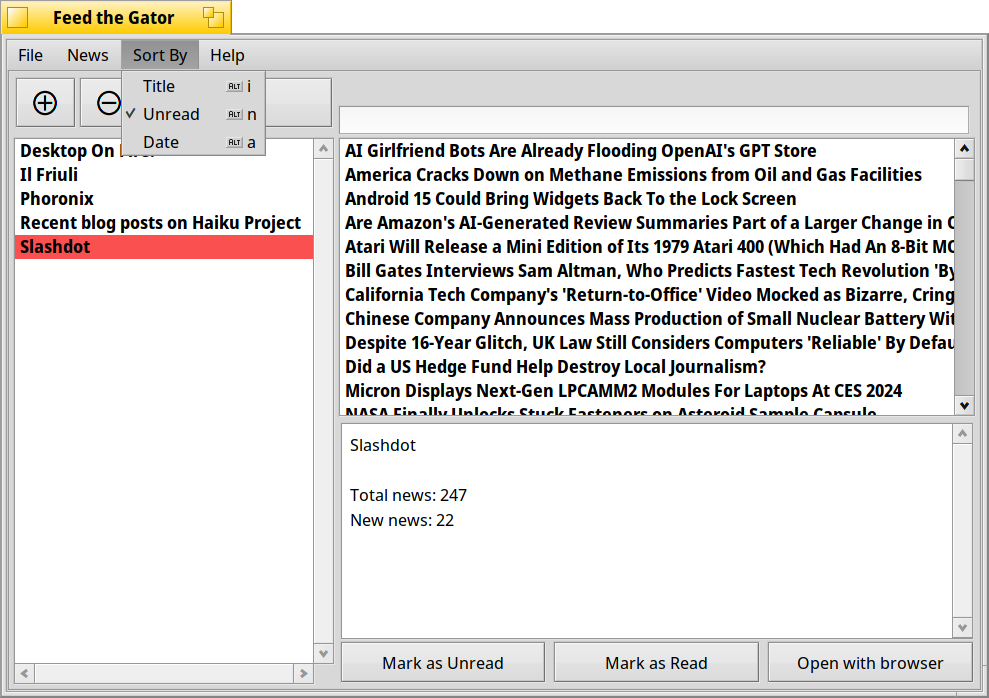 Feed the Gator
File News Sort By Help
Title ALT i
✓ Unread ALT n
Date ALT a
Desktop On
Il Friuli
Phoronix
Recent blog posts on Haiku Project
Slashdot
AI Girlfriend Bots Are Already Flooding OpenAI's GPT Store
America Cracks Down on Methane Emissions from Oil and Gas Facilities
Android 15 Could Bring Widgets Back To the Lock Screen
Are Amazon's AI-Generated Review Summaries Part of a Larger Change in
Atari Will Release a Mini Edition of Its 1979 Atari 400 (Which Had An 8-Bit
Bill Gates Interviews Sam Altman, Who Predicts Fastest Tech Revolution 'By
California Tech Company's 'Return-to-Office' Video Mocked as Bizarre, Cring
Chinese Company Announces Mass Production of Small Nuclear Battery Wit
Despite 16-Year Glitch, UK Law Still Considers Computers 'Reliable' By Defau
Did a US Hedge Fund Help Destroy Local Journalism?
Micron Displays Next-Gen LPCAMM2 Modules For Laptops At CES 2024
NASA Finally Unlocks Stuck Fasteners on Asteroid Sample Capsule
Slashdot
Total news: 247
New news: 22
Mark as Unread Mark as Read Open with browser